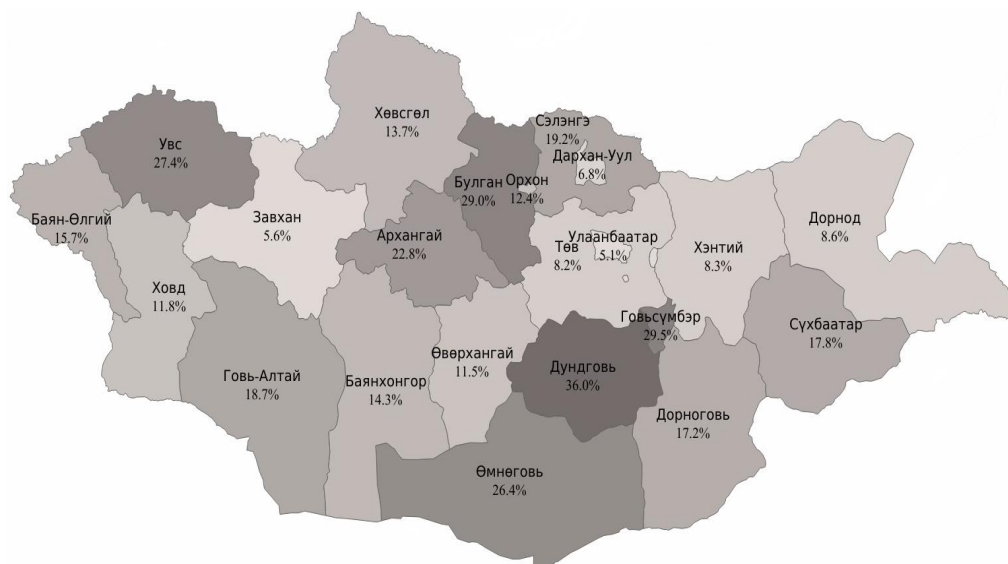 Хөвсгөл
13.7%
Сэлэнгэ
19.2%
Увс
27.4%
Дархан-Уул
6.8%
Булган
29.0%
Орхон
12.4%
Баян-Өлгий
15.7%
Завхан
5.6%
Архангай
22.8%
Төв
8.2%
Улаанбаатар
5.1%
Хэнтий
8.3%
Дорнод
8.6%
Ховд
11.8%
Говьсүмбэр
29.5%
Сүхбаатар
17.8%
Говь-Алтай
18.7%
Баянхонгор
14.3%
Өвөрхангай
11.5%
Дундговь
36.0%
Дорноговь
17.2%
Өмнөговь
26.4%